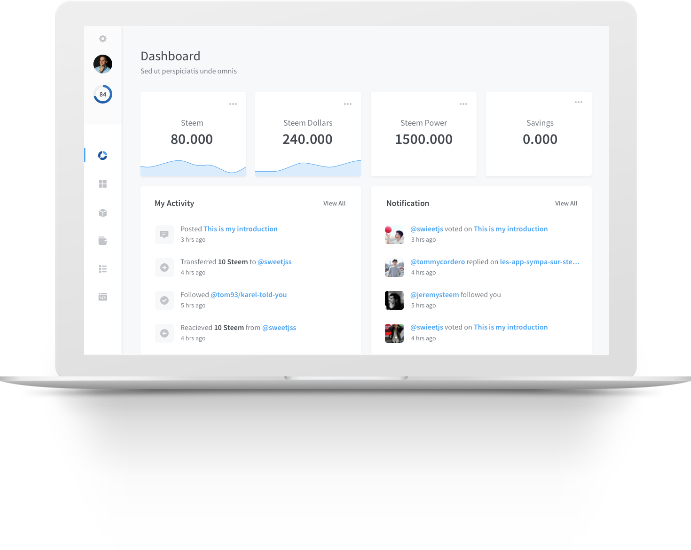 Dashboard
Sed ut perspiciatis unde omnis
84
Steem
80.000
Steem Dollars
240.000
Steem Power
1500.000
Savings
0.000
My Activity
View All
Posted This is my introduction
3 hrs ago
Transferred 10 Steem to @sweetjss
4 hrs ago
Followed @tom93/karel-told-you
5 hrs ago
Reacieved 10 Steem from @sweetjss
4 hrs ago
Notification
View All
@swieetjs voted on This is my introduction
3 hrs ago
@tommycordero replied on les-app-sympa-sur-ste...
4 hrs ago
@jeremysteem followed you
5 hrs ago
@swieetjs voted on This is my introduction
4 hrs ago